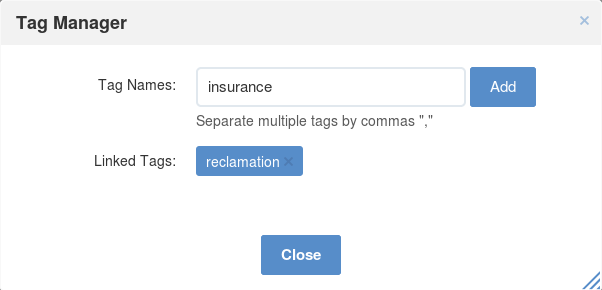 Tag Manager ×
Tag Names: insurance Add
Separate multiple tags by commas ","
Linked Tags: reclamation ×
Close